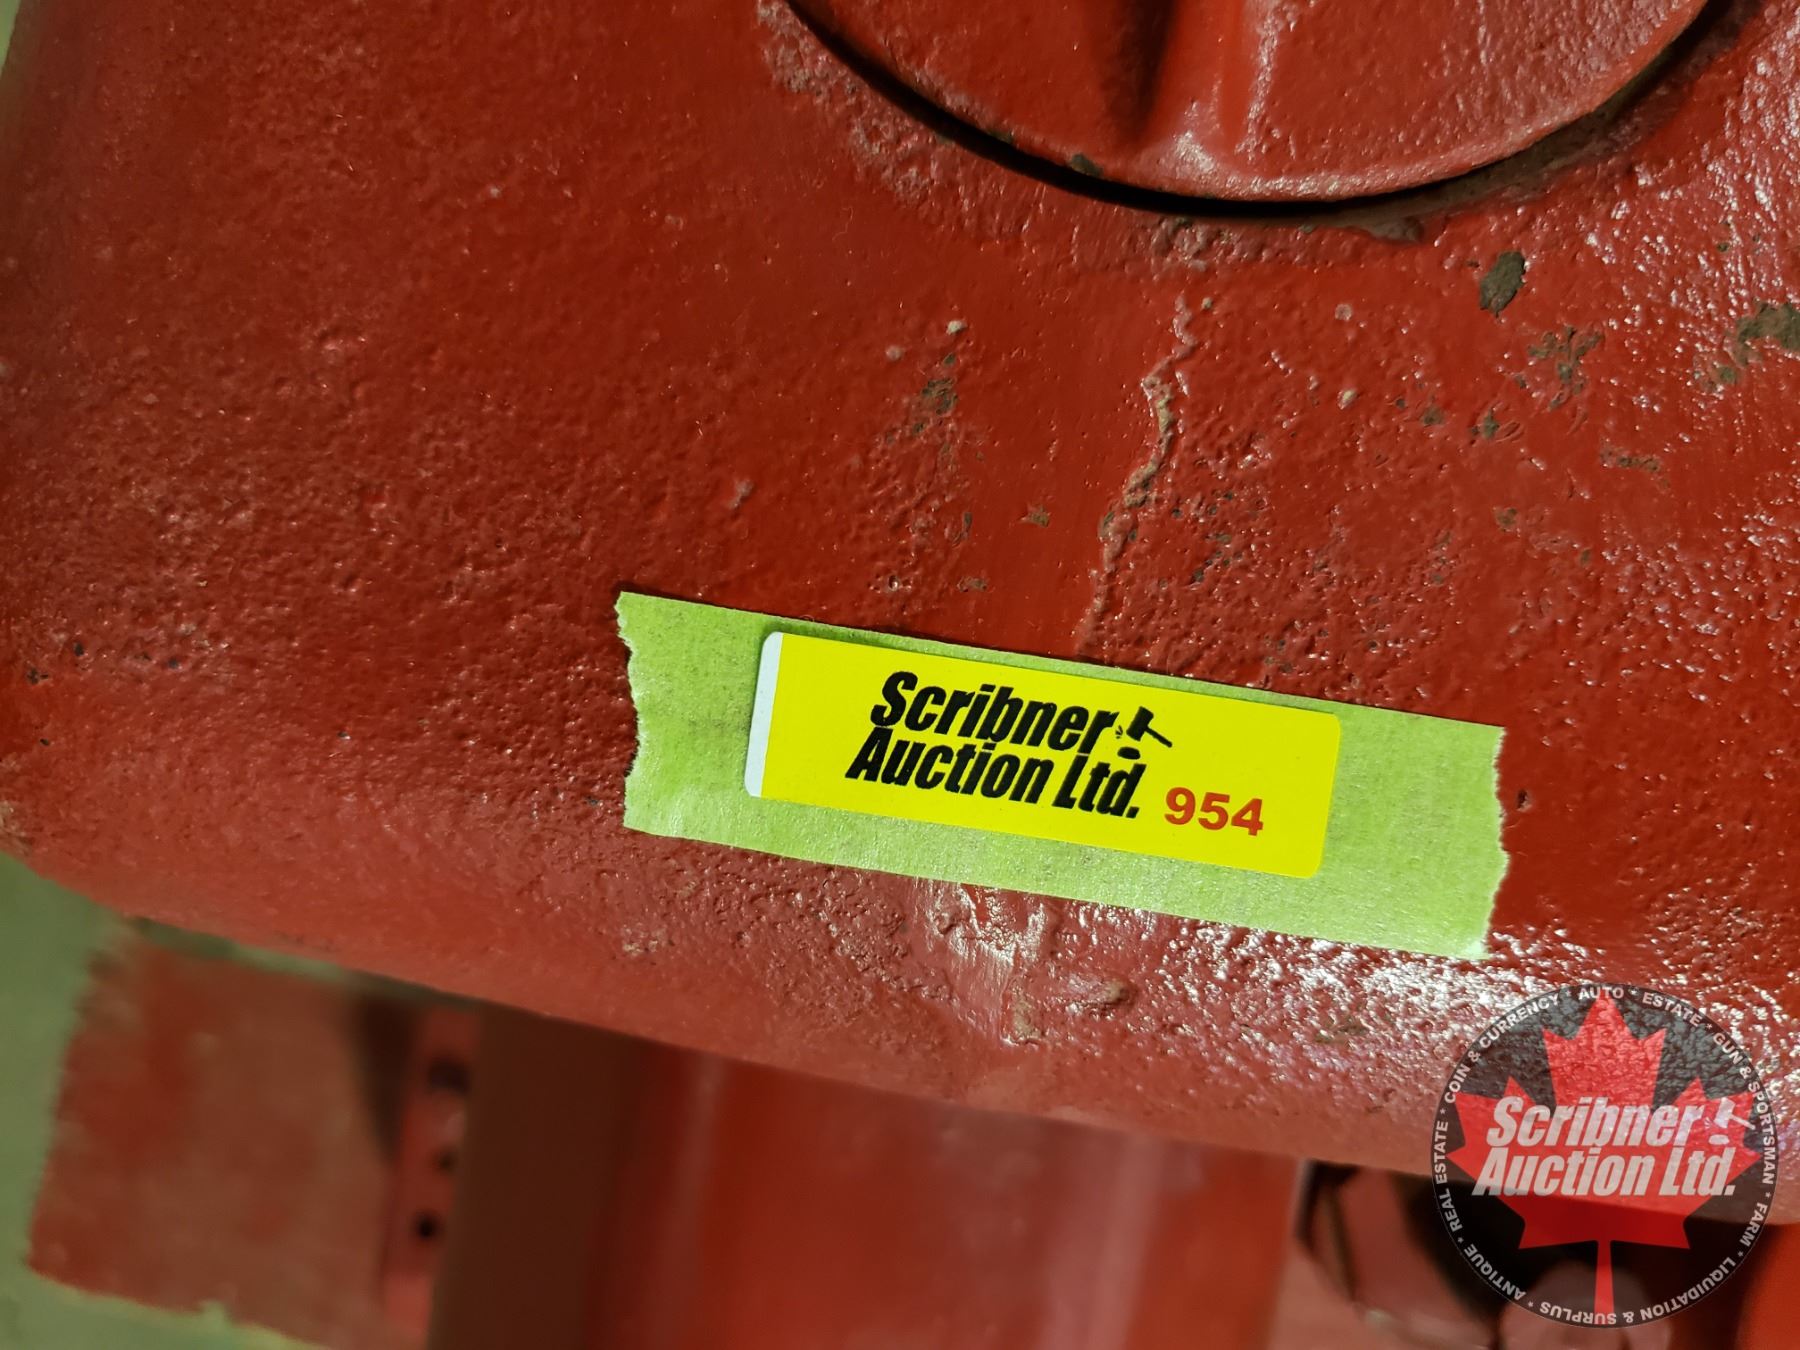 Scribner
Auction Ltd. 954
COIN & CURRENCY * AUTO * ESTATE * GUN & SPORTSMAN * FARM * LIQUIDATION & SURPLUS * ANTIQUE * REAL ESTATE *
Scribner
Auction Ltd.